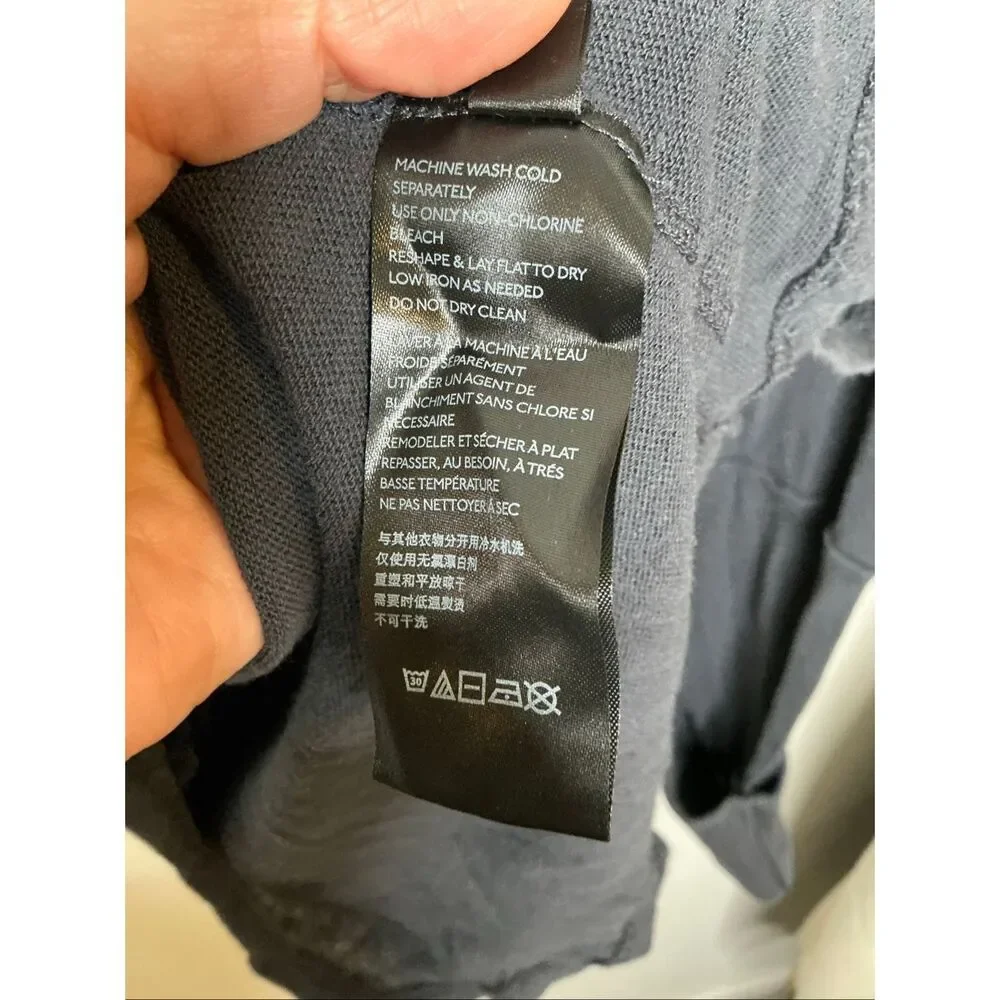 MACHINE WASH COLD
SEPARATELY
USE ONLY NON-CHLORINE
BLEACH
RESHAPE & LAY FLAT TO DRY
LOW IRON AS NEEDED
DO NOT DRY CLEAN
LAVER À LA MACHINE À L'EAU
FROIDE SÉPARÉMENT
UTILISER UN AGENT DE
BLANCHIMENT SANS CHLORE SI
NÉCESSAIRE
REMODELER ET SÉCHER À PLAT
REPASSER, AU BESOIN, À TRÉS
BASSE TEMPÉRATURE
NE PAS NETTOYER À SEC
与其他衣物分开用冷水机洗
仅使用无氯漂白剂
重塑和平放晾干
需要时低温熨烫
不可干洗
30